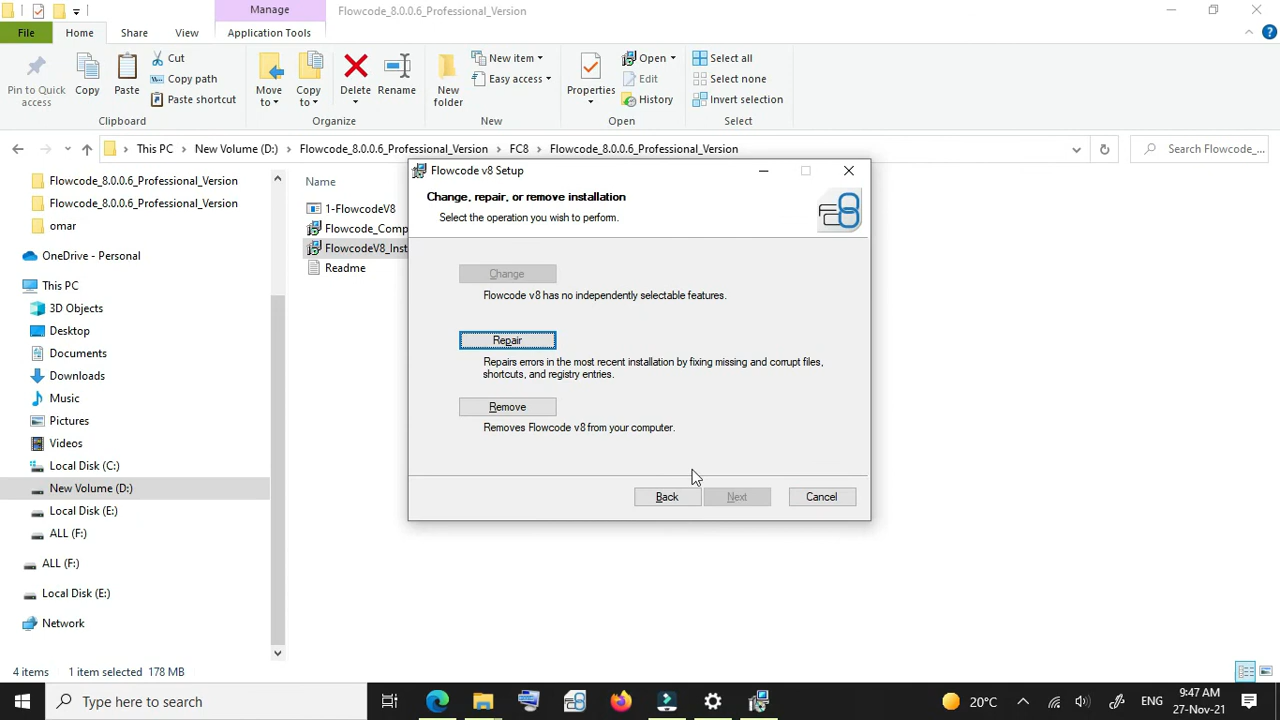 Manage
Flowcode_8.0.0.6_Professional_Version
File
Home
Share
View
Application Tools
Pin to Quick access
Copy
Paste
Cut
Copy path
Paste shortcut
Clipboard
Move to
Copy to
Delete
Rename
Organize
New folder
New item
Easy access
New
Properties
Open
Edit
History
Open
Select all
Select none
Invert selection
Select
This PC > New Volume (D:) > Flowcode_8.0.0.6_Professional_Version > FC8 > Flowcode_8.0.0.6_Professional_Version
Search Flowcode_...
Flowcode_8.0.0.6_Professional_Version
Flowcode_8.0.0.6_Professional_Version
omar
OneDrive - Personal
This PC
3D Objects
Desktop
Documents
Downloads
Music
Pictures
Videos
Local Disk (C:)
New Volume (D:)
Local Disk (E:)
ALL (F:)
ALL (F:)
Local Disk (E:)
Network
Name
1-FlowcodeV8
Flowcode_Comp
FlowcodeV8_Inst
Readme
Flowcode v8 Setup
Change, repair, or remove installation
Select the operation you wish to perform.
Change
Flowcode v8 has no independently selectable features.
Repair
Repairs errors in the most recent installation by fixing missing and corrupt files,
shortcuts, and registry entries.
Remove
Removes Flowcode v8 from your computer.
Back
Next
Cancel
4 items
1 item selected 178 MB
Type here to search
20°C
ENG
9:47 AM
27-Nov-21